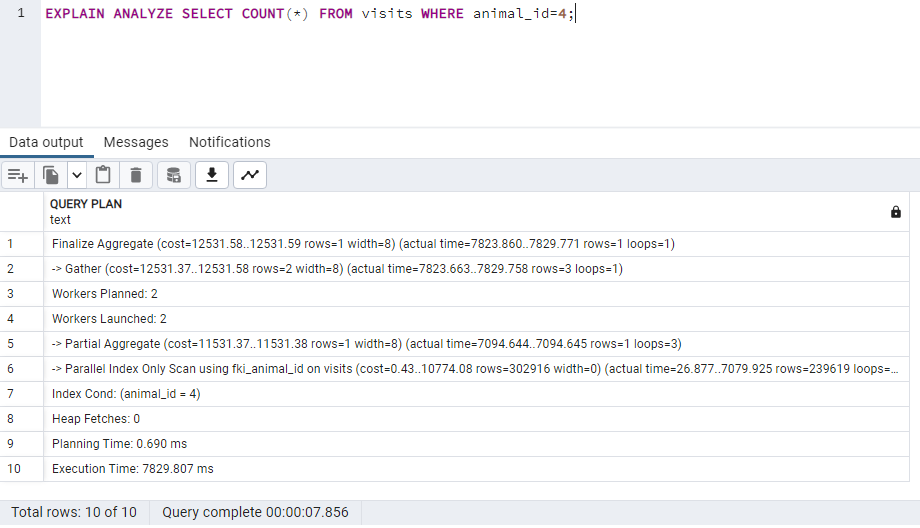 1 EXPLAIN ANALYZE SELECT COUNT(*) FROM visits WHERE animal_id=4;
Data output Messages Notifications
QUERY PLAN
text
1 Finalize Aggregate (cost=12531.58..12531.59 rows=1 width=8) (actual time=7823.860..7829.771 rows=1 loops=1)
2 -> Gather (cost=12531.37..12531.58 rows=2 width=8) (actual time=7823.663..7829.758 rows=3 loops=1)
3 Workers Planned: 2
4 Workers Launched: 2
5 -> Partial Aggregate (cost=11531.37..11531.38 rows=1 width=8) (actual time=7094.644..7094.645 rows=1 loops=3)
6 -> Parallel Index Only Scan using fki_animal_id on visits (cost=0.43..10774.08 rows=302916 width=0) (actual time=26.877..7079.925 rows=239619 loops=...
7 Index Cond: (animal_id = 4)
8 Heap Fetches: 0
9 Planning Time: 0.690 ms
10 Execution Time: 7829.807 ms
Total rows: 10 of 10 Query complete 00:00:07.856